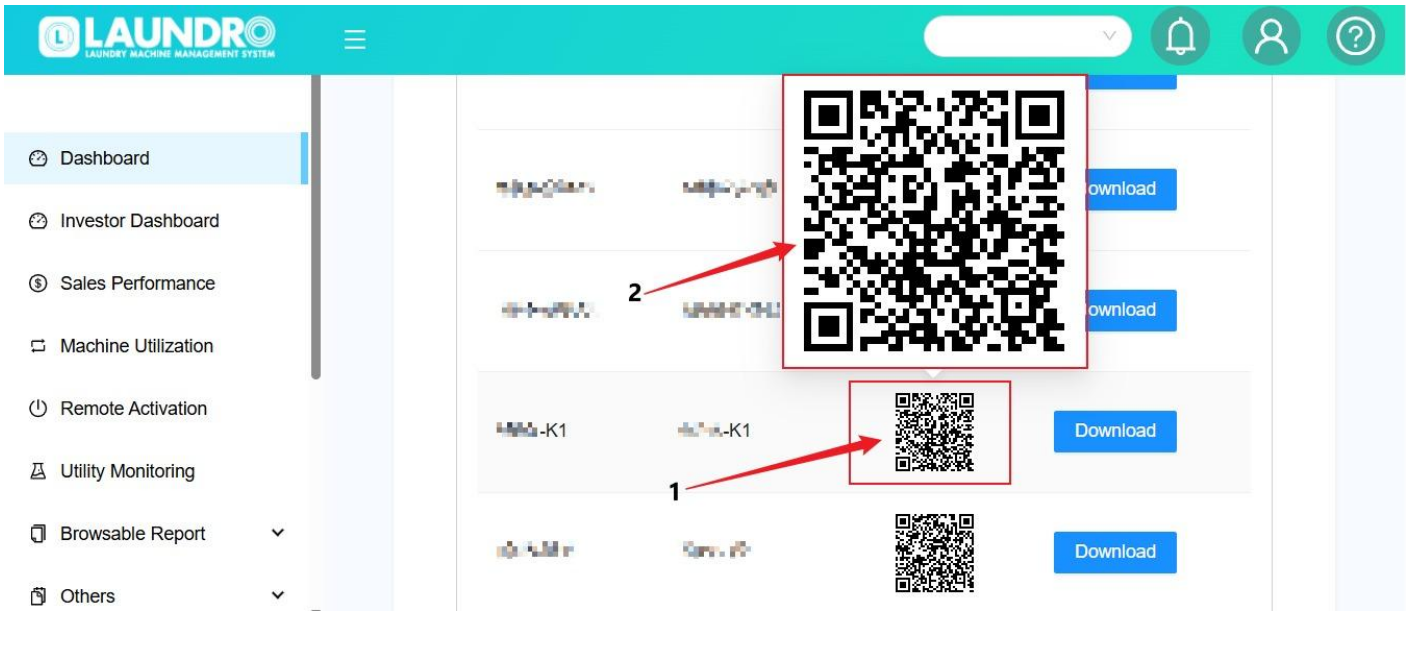 LAUNDRO
LAUNDRY MACHINE MANAGEMENT SYSTEM
Dashboard
Investor Dashboard
Sales Performance
Machine Utilization
Remote Activation
Utility Monitoring
Browsable Report
Others
ownload
2
ownload
-K1 -K1 Download
1
Download